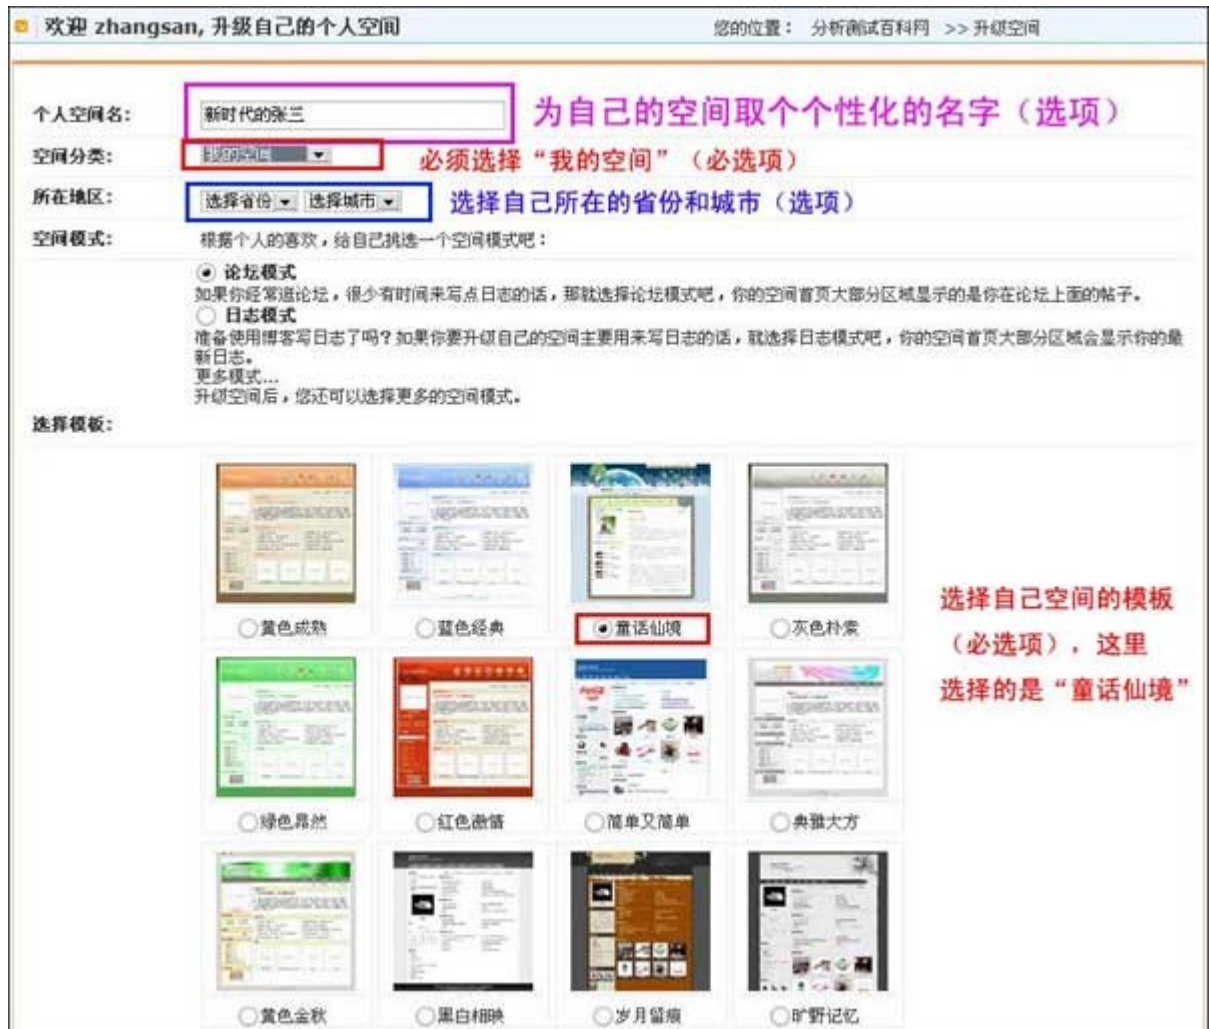 欢迎 zhangsan, 升级自己的个人空间
您的位置： 分析测试百科网 >> 升级空间
个人空间名：
新时代的张三
为自己的空间取个个性化的名字（选项）
空间分类：
我的空间
必须选择“我的空间”（必选项）
所在地区：
选择省份 选择城市
选择自己所在的省份和城市（选项）
空间模式：
根据个人的喜欢，给自己挑选一个空间模式吧：
论坛模式
如果你经常逛论坛，很少有时间来写点日志的话，那就选择论坛模式吧，你的空间首页大部分区域显示的是你在论坛上面的帖子。
日志模式
准备使用博客写日志了吗？如果你要升级自己的空间主要用来写日志的话，就选择日志模式吧，你的空间首页大部分区域会显示你的最
新日志。
更多模式...
升级空间后，您还可以选择更多的空间模式。
选择模板：
黄色成熟 蓝色经典 童话仙境 灰色朴素
选择自己空间的模板
（必选项），这里
选择的是“童话仙境”
绿色昂然 红色激情 简单又简单 典雅大方
黄色金秋 黑白相映 岁月留痕 旷野记忆